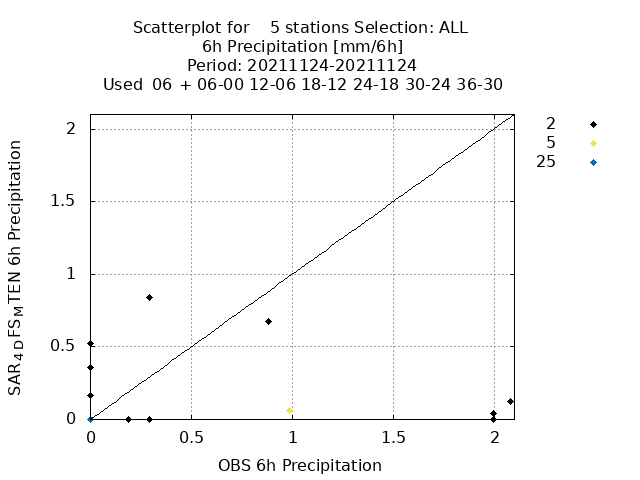 Scatterplot for    5 stations Selection: ALL
6h Precipitation [mm/6h]
Period: 20211124-20211124
Used  06 + 06-00 12-06 18-12 24-18 30-24 36-30
2
5
25
SAR4DFSMTEN 6h Precipitation
2
1.5
1
0.5
0
0 0.5 1 1.5 2
OBS 6h Precipitation